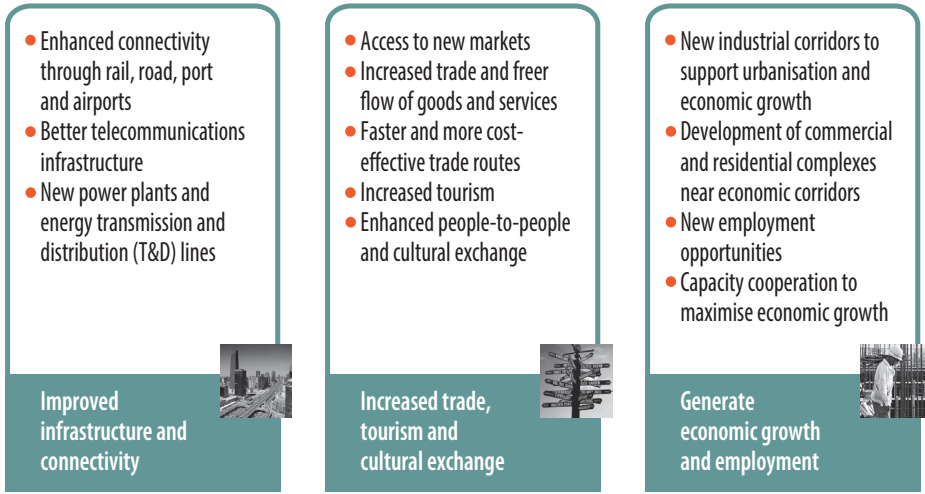 • Enhanced connectivity
through rail, road, port
and airports
• Better telecommunications
infrastructure
• New power plants and
energy transmission and
distribution (T&D) lines
Improved
infrastructure and
connectivity
• Access to new markets
• Increased trade and freer
flow of goods and services
• Faster and more cost-
effective trade routes
• Increased tourism
• Enhanced people-to-people
and cultural exchange
Increased trade,
tourism and
cultural exchange
• New industrial corridors to
support urbanisation and
economic growth
• Development of commercial
and residential complexes
near economic corridors
• New employment
opportunities
• Capacity cooperation to
maximise economic growth
Generate
economic growth
and employment